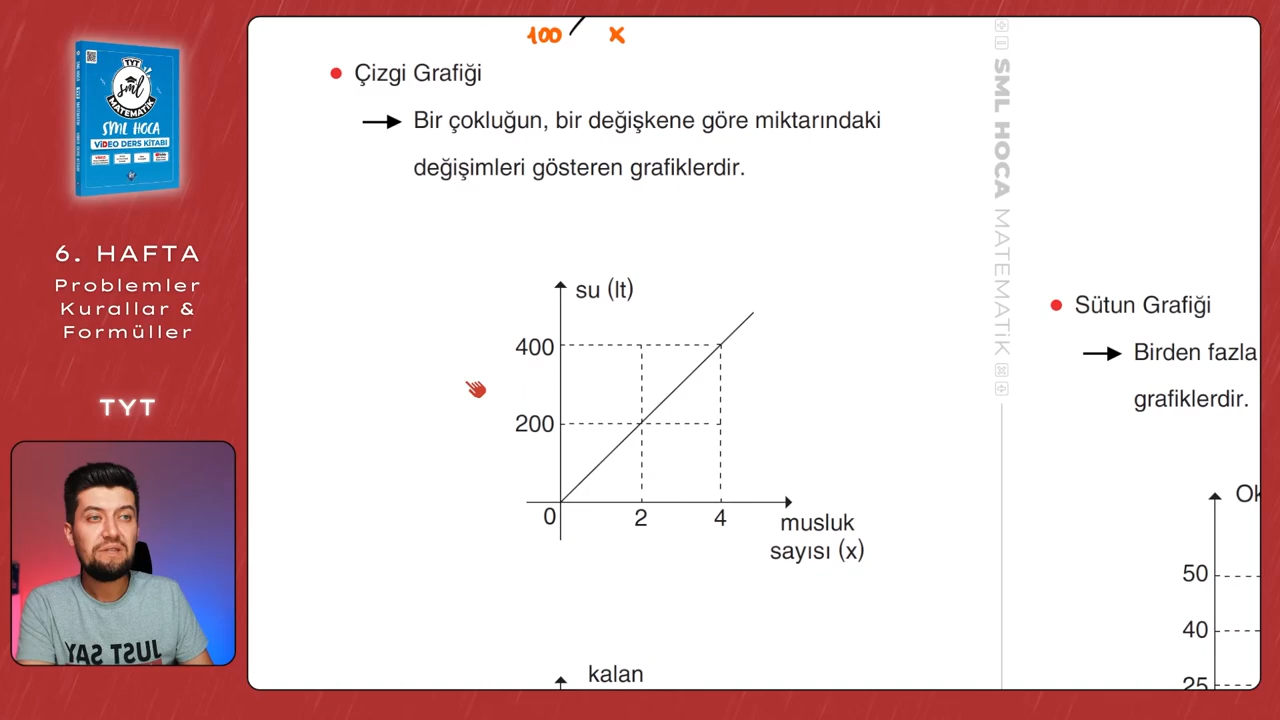 TYT
sml
MATEMATİK
SML HOCA
VİDEO DERS KİTABI
6. HAFTA
Problemler
Kurallar &
Formüller
TYT
JUST SAY
100 x
Çizgi Grafiği
Bir çokluğun, bir değişkene göre miktarındaki
değişimleri gösteren grafiklerdir.
su (lt)
400
200
0 2 4
musluk
sayısı (x)
kalan
SML HOCA MATEMATİK
Sütun Grafiği
Birden fazla
grafiklerdir.
Ok
50
40
25